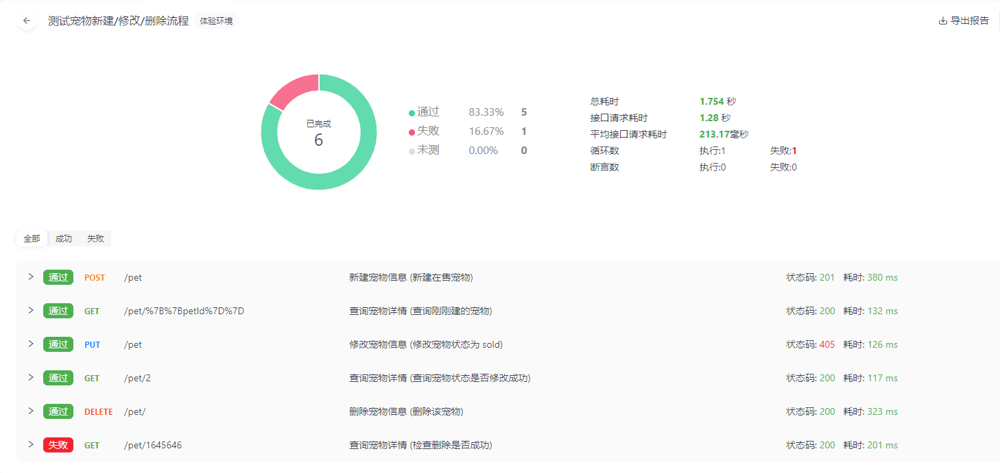 测试宠物新建/修改/删除流程 体验环境 导出报告
已完成
6
通过 83.33% 5
失败 16.67% 1
未测 0.00% 0
总耗时 1.754 秒
接口请求耗时 1.28 秒
平均接口请求耗时 213.17毫秒
循环数 执行:1 失败:1
断言数 执行:0 失败:0
全部 成功 失败
通过 POST /pet 新建宠物信息 (新建在售宠物) 状态码: 201 耗时: 380 ms
通过 GET /pet/%7B%7BpetId%7D%7D 查询宠物详情 (查询刚刚建的宠物) 状态码: 200 耗时: 132 ms
通过 PUT /pet 修改宠物信息 (修改宠物状态为 sold) 状态码: 405 耗时: 126 ms
通过 GET /pet/2 查询宠物详情 (查询宠物状态是否修改成功) 状态码: 200 耗时: 117 ms
通过 DELETE /pet/ 删除宠物信息 (删除该宠物) 状态码: 200 耗时: 323 ms
失败 GET /pet/1645646 查询宠物详情 (检查删除是否成功) 状态码: 200 耗时: 201 ms